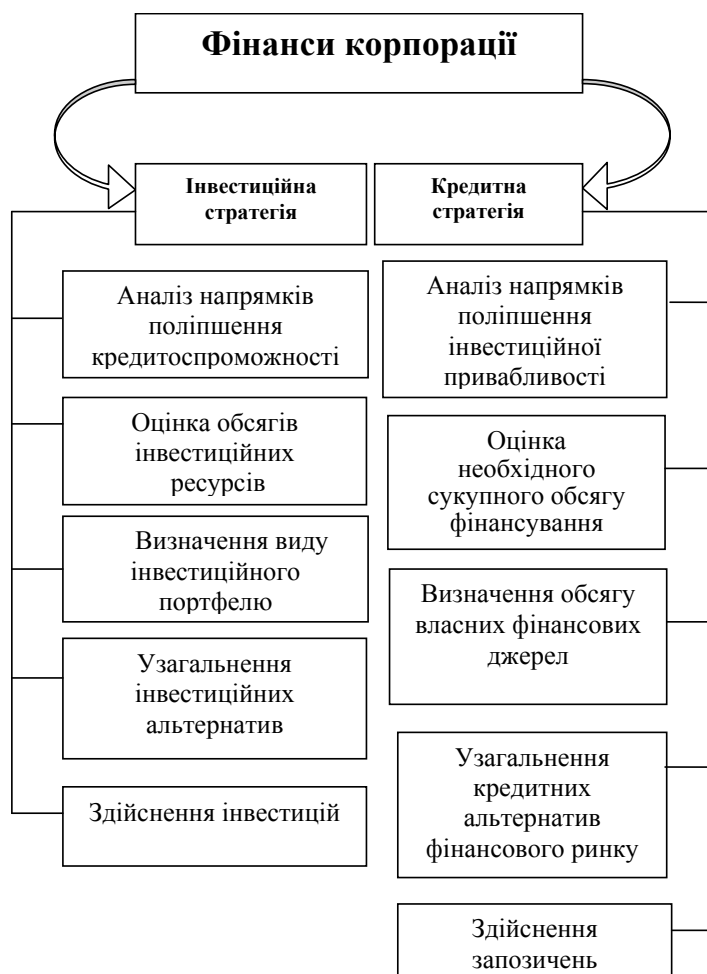 Фінанси корпорації
Інвестиційна
стратегія
Кредитна
стратегія
Аналіз напрямків
поліпшення
кредитоспроможності
Оцінка обсягів
інвестиційних
ресурсів
Визначення виду
інвестиційного
портфелю
Узагальнення
інвестиційних
альтернатив
Здійснення інвестицій
Аналіз напрямків
поліпшення
інвестиційної
привабливості
Оцінка
необхідного
сукупного обсягу
фінансування
Визначення обсягу
власних фінансових
джерел
Узагальнення
кредитних
альтернатив
фінансового ринку
Здійснення
запозичень